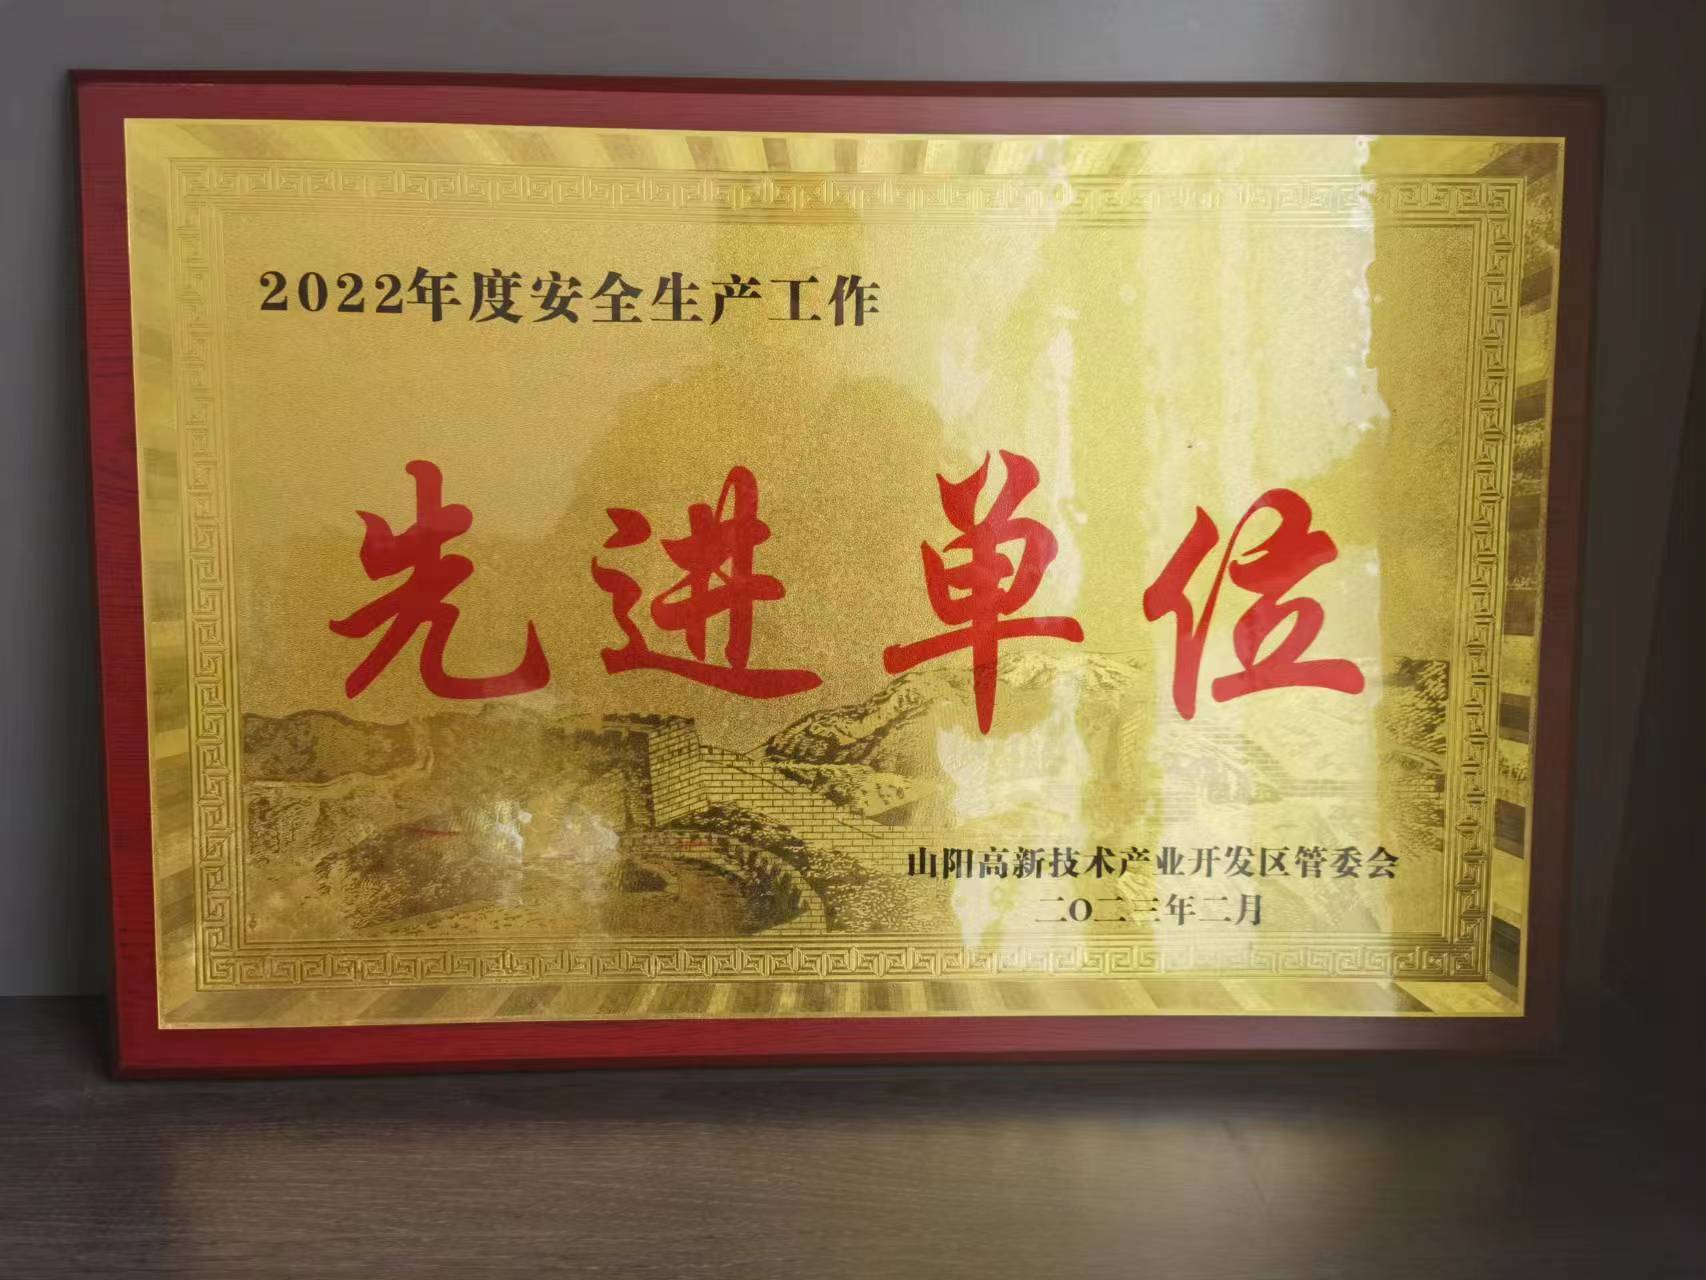 2022年度安全生产工作
先进单位
山阳高新技术产业开发区管委会
二O二三年二月